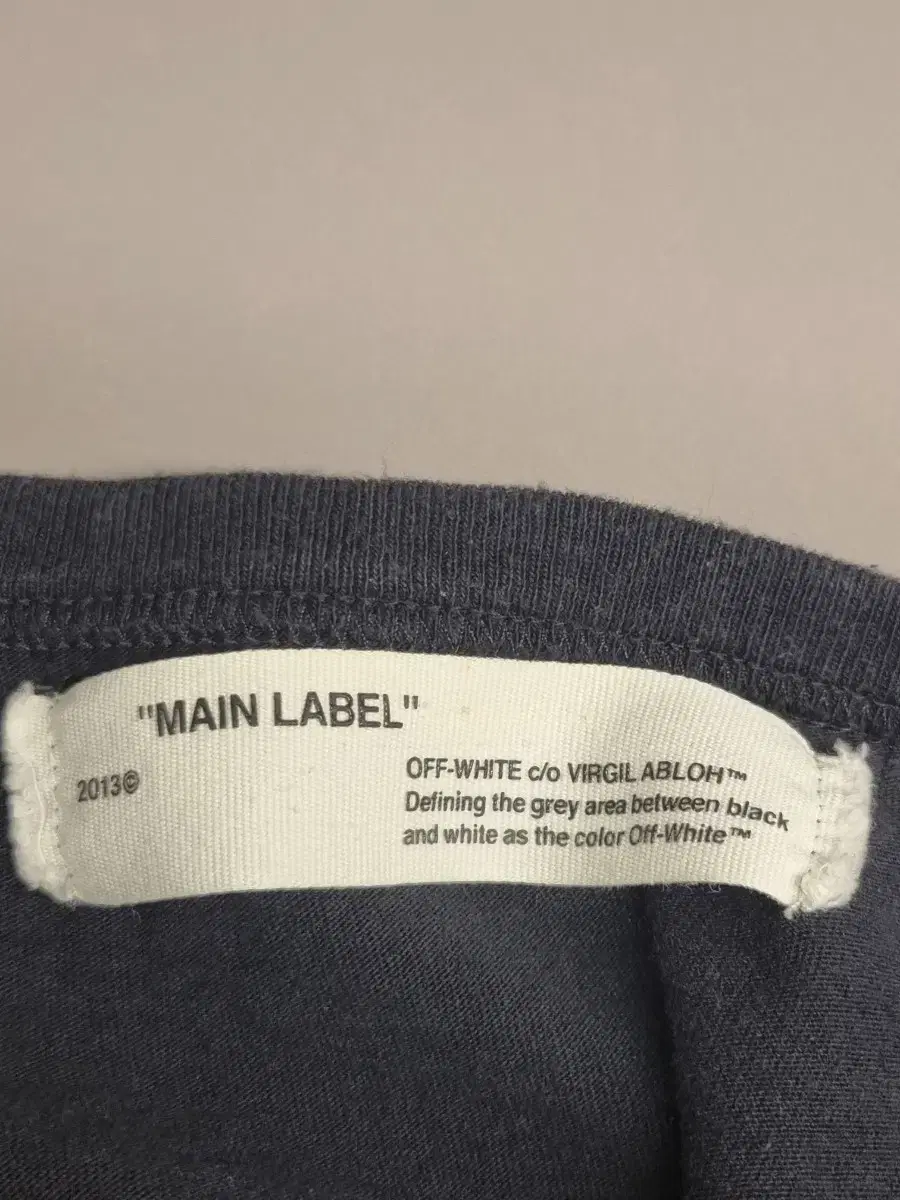 "MAIN LABEL"
2013©
OFF-WHITE c/o VIRGIL ABLOH™
Defining the grey area between black
and white as the color Off-White™